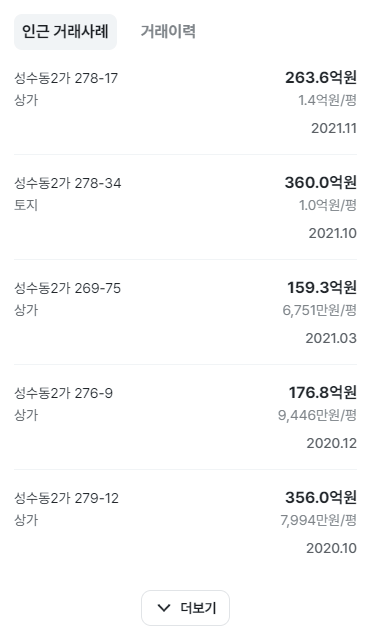 인근 거래사례 거래이력
성수동2가 278-17 263.6억원
상가 1.4억원/평
2021.11
성수동2가 278-34 360.0억원
토지 1.0억원/평
2021.10
성수동2가 269-75 159.3억원
상가 6,751만원/평
2021.03
성수동2가 276-9 176.8억원
상가 9,446만원/평
2020.12
성수동2가 279-12 356.0억원
상가 7,994만원/평
2020.10
더보기